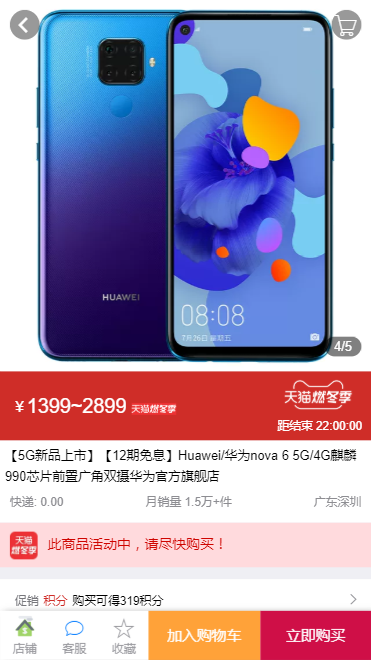 HUAWEI
08:08
7月26日 星期五
4/5
¥1399~2899 天猫燃冬季
天猫
燃冬季
距结束 22:00:00
【5G新品上市】【12期免息】Huawei/华为nova 6 5G/4G麒麟
990芯片前置广角双摄华为官方旗舰店
快递: 0.00 月销量 1.5万+件 广东深圳
天猫
燃冬季
此商品活动中，请尽快购买！
促销 积分 购买可得319积分
店铺 客服 收藏 加入购物车 立即购买